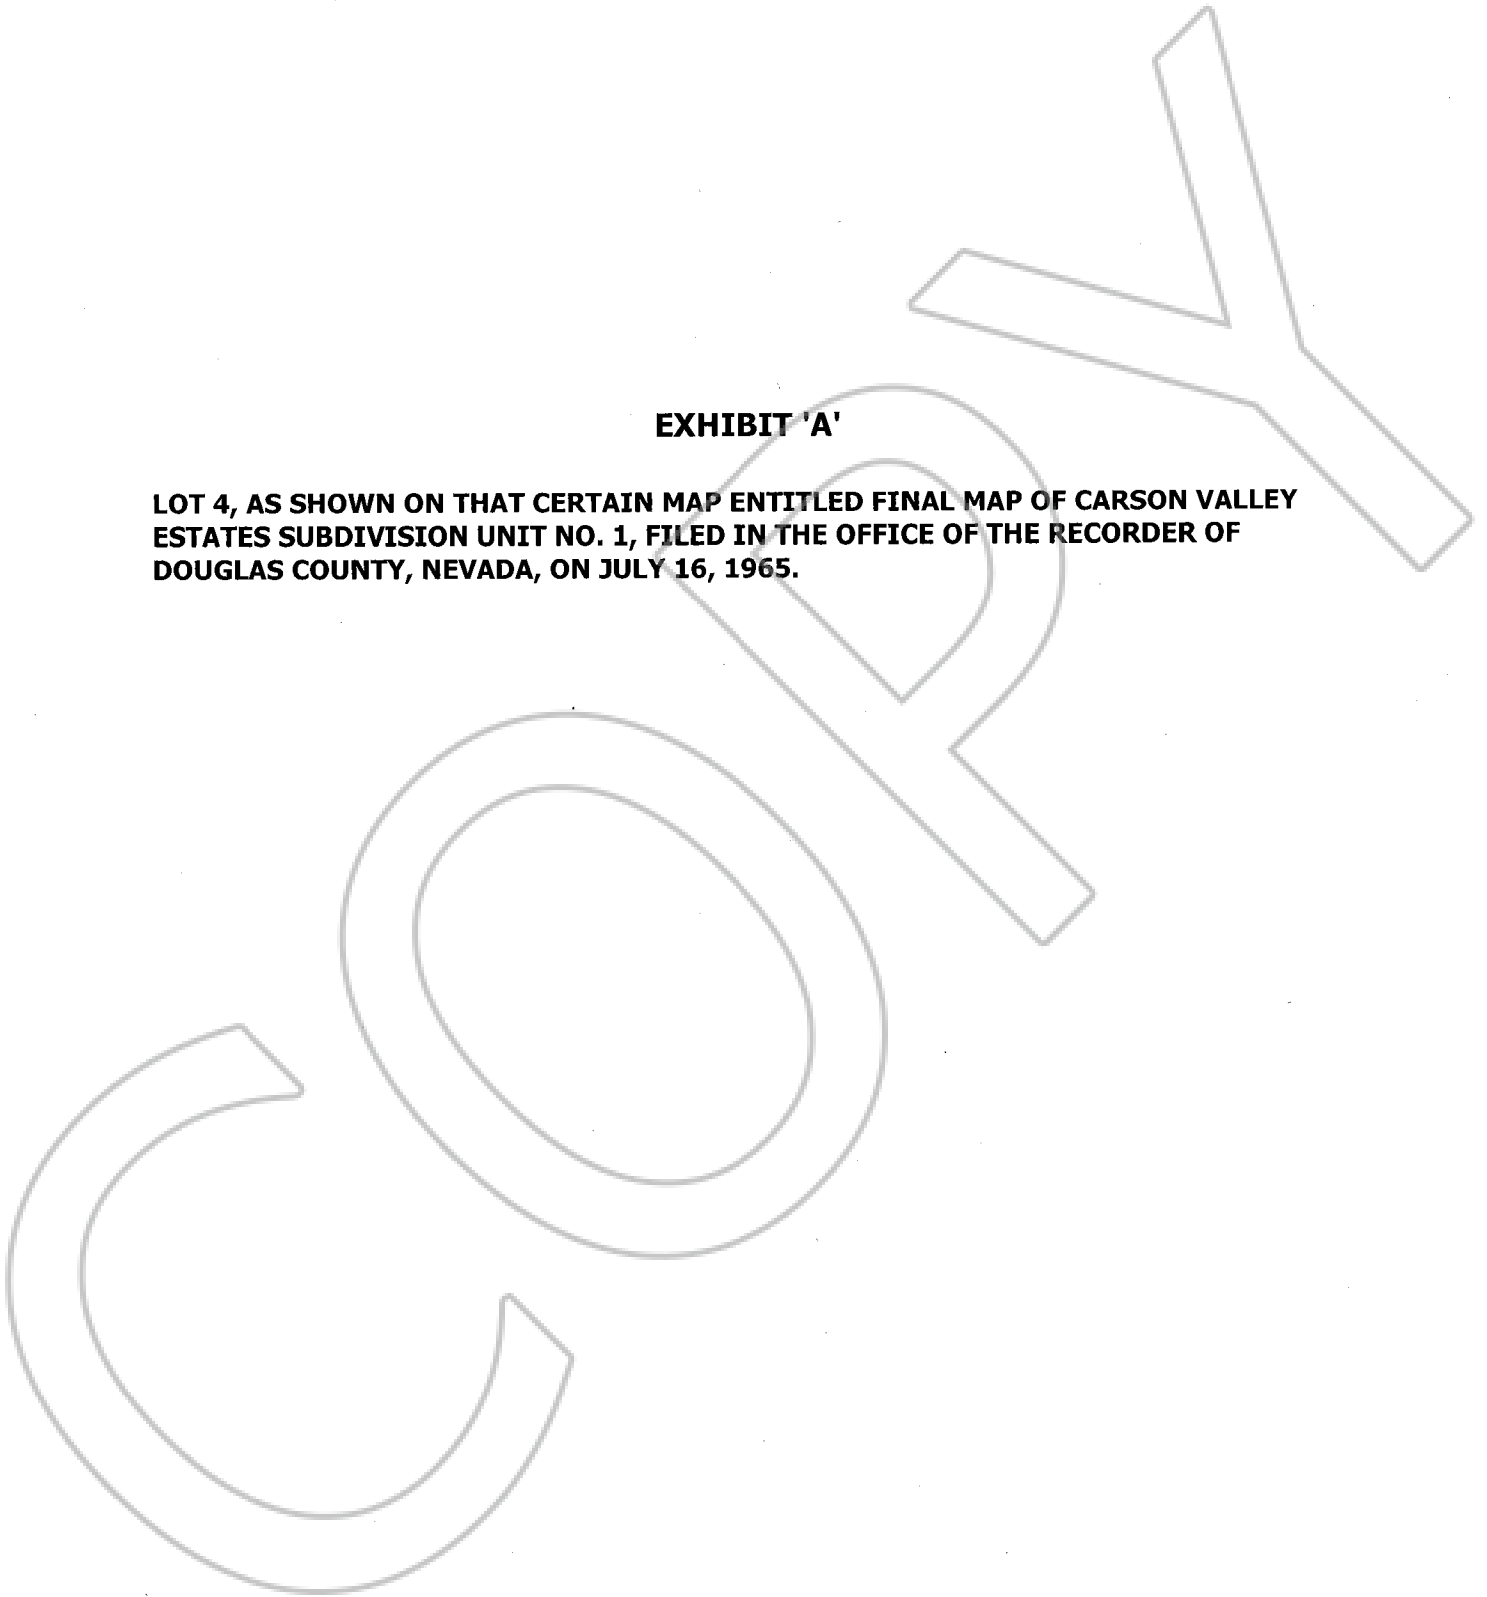 EXHIBIT 'A'
LOT 4, AS SHOWN ON THAT CERTAIN MAP ENTITLED FINAL MAP OF CARSON VALLEY
ESTATES SUBDIVISION UNIT NO. 1, FILED IN THE OFFICE OF THE RECORDER OF
DOUGLAS COUNTY, NEVADA, ON JULY 16, 1965.
COPY